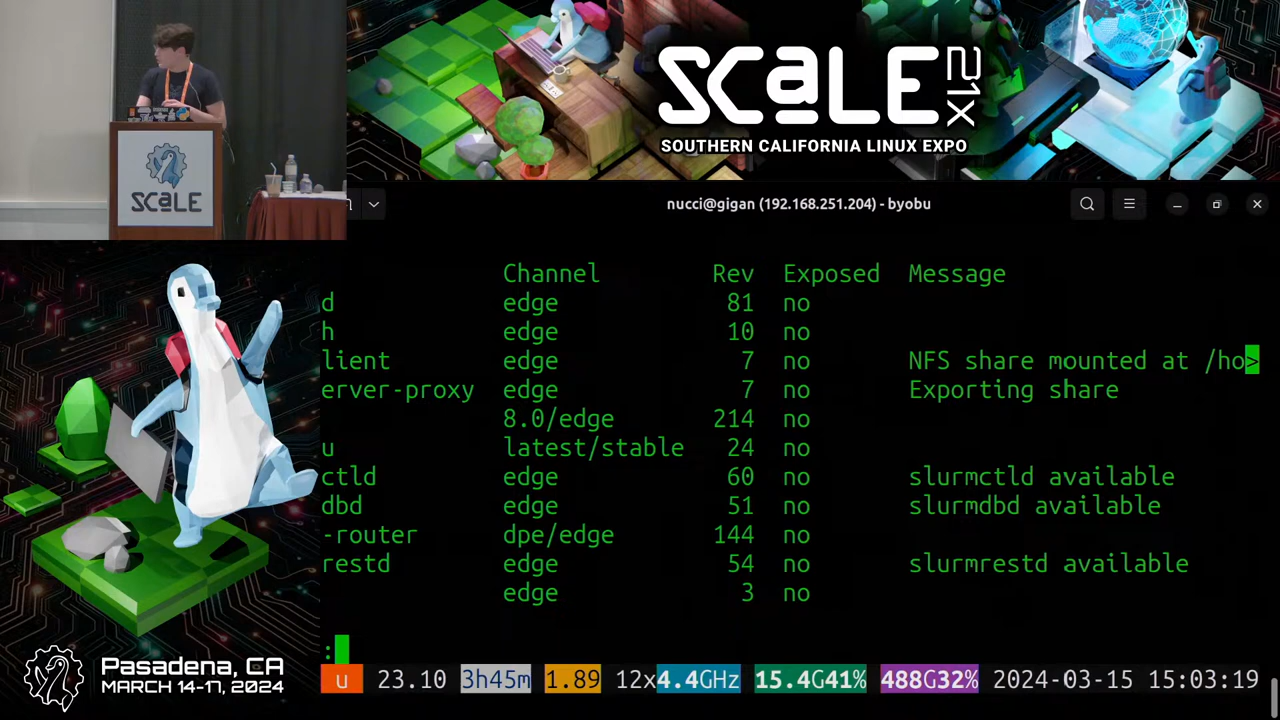 SCaLE 21x
SOUTHERN CALIFORNIA LINUX EXPO
SCaLE
nucci@gigan (192.168.251.204) - byobu
Channel Rev Exposed Message
d edge 81 no
h edge 10 no
lient edge 7 no NFS share mounted at /ho>
erver-proxy edge 7 no Exporting share
8.0/edge 214 no
u latest/stable 24 no
ctld edge 60 no slurmctld available
dbd edge 51 no slurmdbd available
-router dpe/edge 144 no
restd edge 54 no slurmrestd available
edge 3 no
:
u 23.10 3h45m 1.89 12x4.4GHz 15.4G41% 488G32% 2024-03-15 15:03:19
Pasadena, CA
MARCH 14-17, 2024